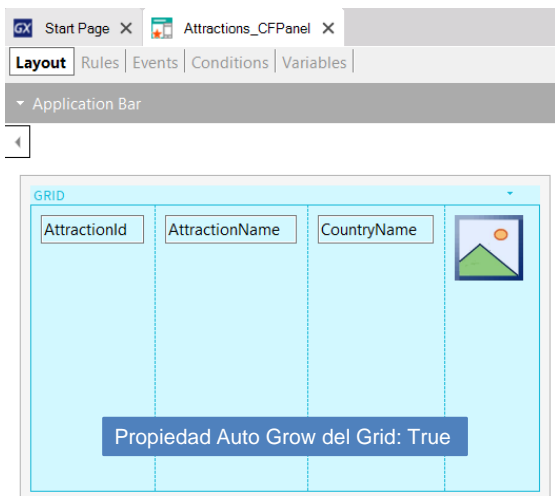 GX Start Page X Attractions_CFPanel X
Layout Rules Events Conditions Variables
Application Bar
GRID
AttractionId AttractionName CountryName
Propiedad Auto Grow del Grid: True